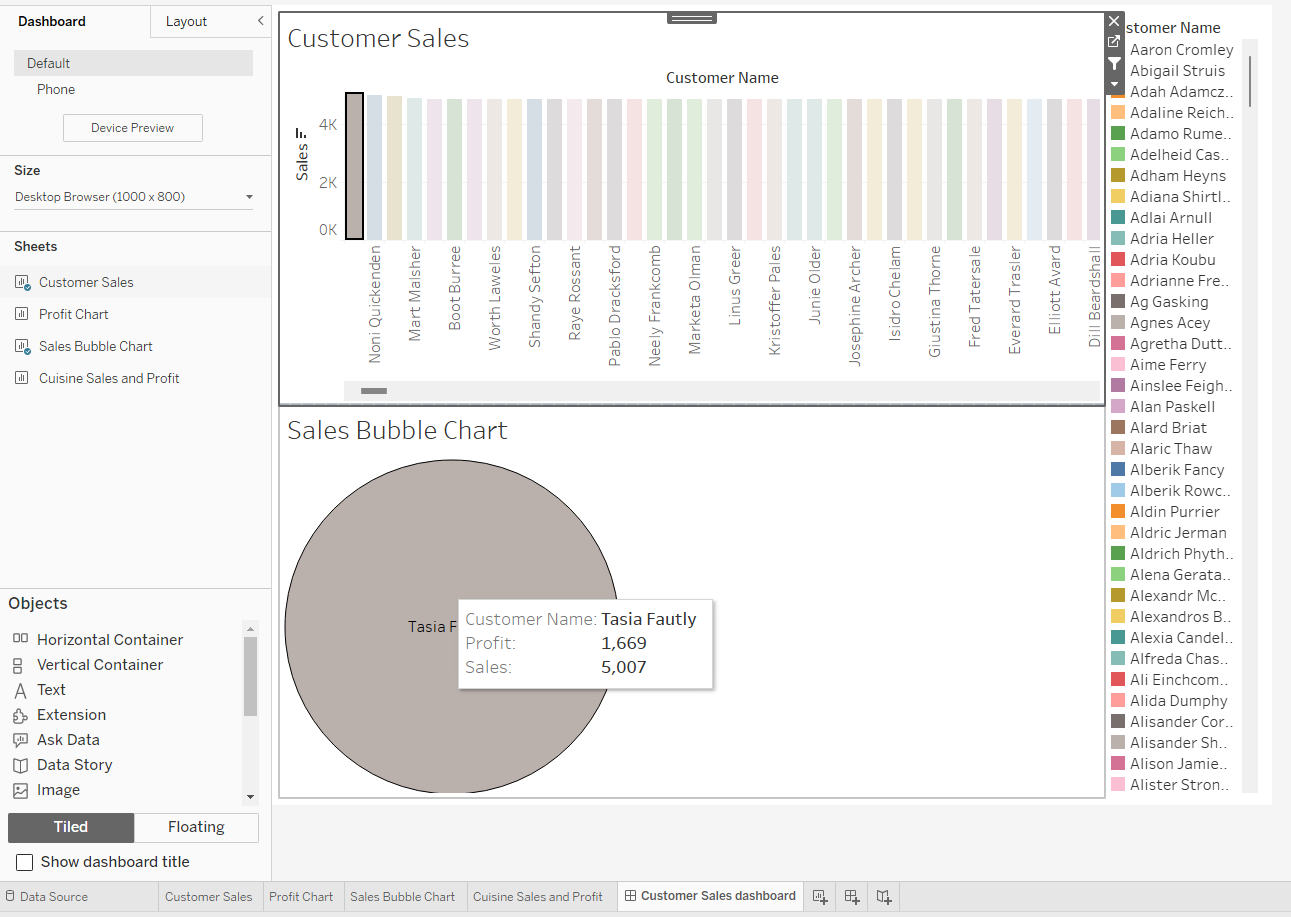 Dashboard
Layout
Default
Phone
Device Preview
Size
Desktop Browser (1000 x 800)
Sheets
Customer Sales
Profit Chart
Sales Bubble Chart
Cuisine Sales and Profit
Objects
Horizontal Container
Vertical Container
Text
Extension
Ask Data
Data Story
Image
Tiled
Floating
Show dashboard title
Customer Sales
Customer Name
Sales
4K
2K
0K
Noni Quickenden
Mart Malsher
Boot Burree
Worth Laveles
Shandy Sefton
Raye Rossant
Pablo Dracksford
Neely Frankcomb
Marketa Olman
Linus Greer
Kristoffer Pales
Junie Older
Josephine Archer
Isidro Chelam
Giustina Thorne
Fred Tatersale
Everard Trasler
Elliott Avard
Dill Beardshall
Sales Bubble Chart
Tasia F
Customer Name: Tasia Fautly
Profit: 1,669
Sales: 5,007
stomer Name
Aaron Cromley
Abigail Struis
Adah Adamcz..
Adaline Reich..
Adamo Rume..
Adelheid Cas..
Adham Heyns
Adiana Shirtl..
Adlai Arnull
Adria Heller
Adria Koubu
Adrianne Fre..
Ag Gasking
Agnes Acey
Agretha Dutt..
Aime Ferry
Ainslee Feigh..
Alan Paskell
Alard Briat
Alaric Thaw
Alberik Fancy
Alberik Rowc..
Aldin Purrier
Aldric Jerman
Aldrich Phyth..
Alena Gerata..
Alexandr Mc..
Alexandros B..
Alexia Candel..
Alfreda Chas..
Ali Einchcom..
Alida Dumphy
Alisander Cor..
Alisander Sh..
Alison Jamie..
Alister Stron..
Data Source
Customer Sales
Profit Chart
Sales Bubble Chart
Cuisine Sales and Profit
Customer Sales dashboard